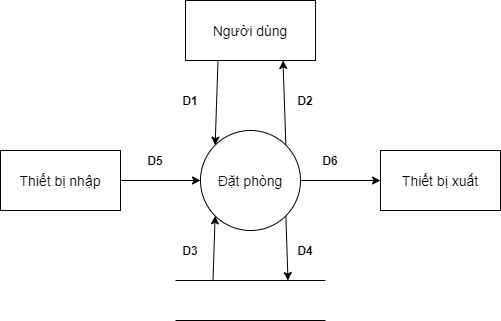 Người dùng
D1
D2
D5
D6
Thiết bị nhập
Đặt phòng
Thiết bị xuất
D3
D4